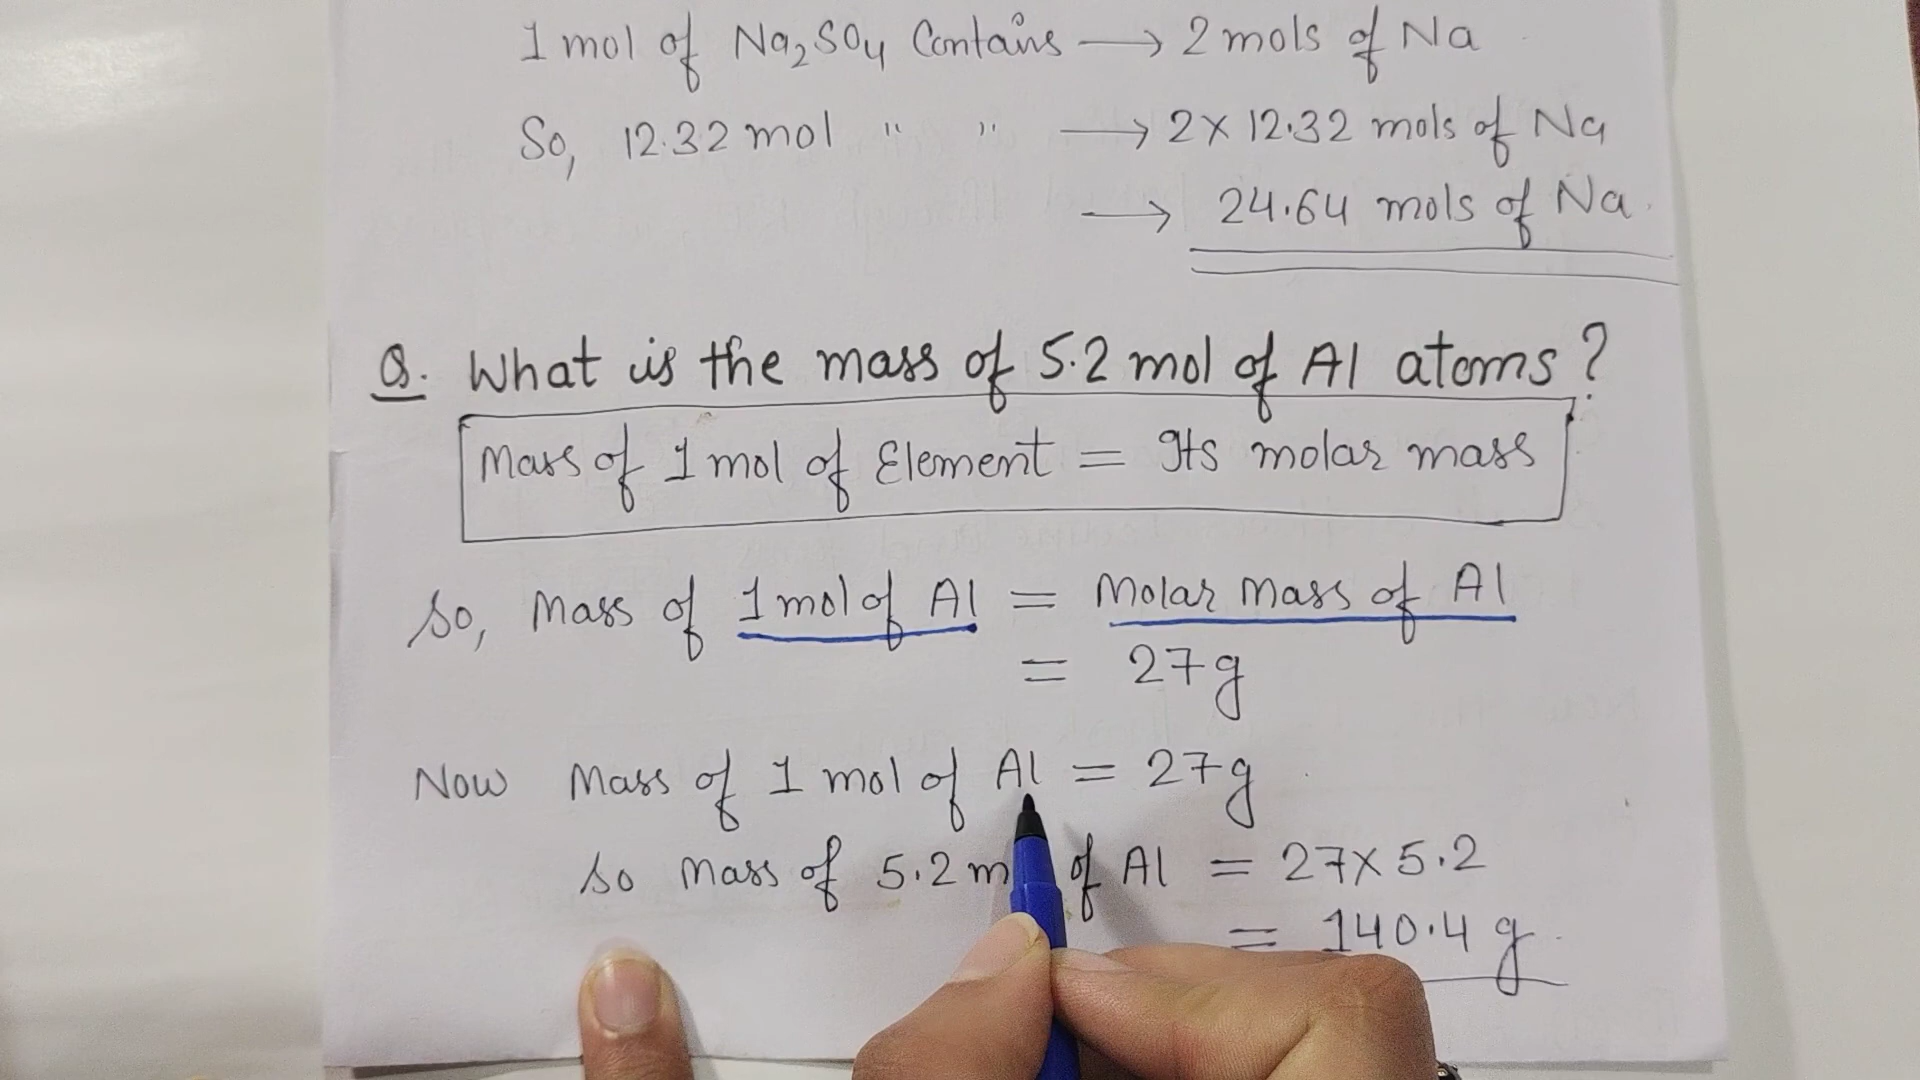 1 mol of Na₂SO₄ Contains → 2 mols of Na
So, 12.32 mol " " → 2 × 12.32 mols of Na
→ 24.64 mols of Na.
Q. What is the mass of 5.2 mol of Al atoms?
Mass of 1 mol of Element = Its molar mass
So, Mass of 1 mol of Al = Molar Mass of Al
= 27g
Now Mass of 1 mol of Al = 27g
So Mass of 5.2 m of Al = 27 × 5.2
= 140.4 g.